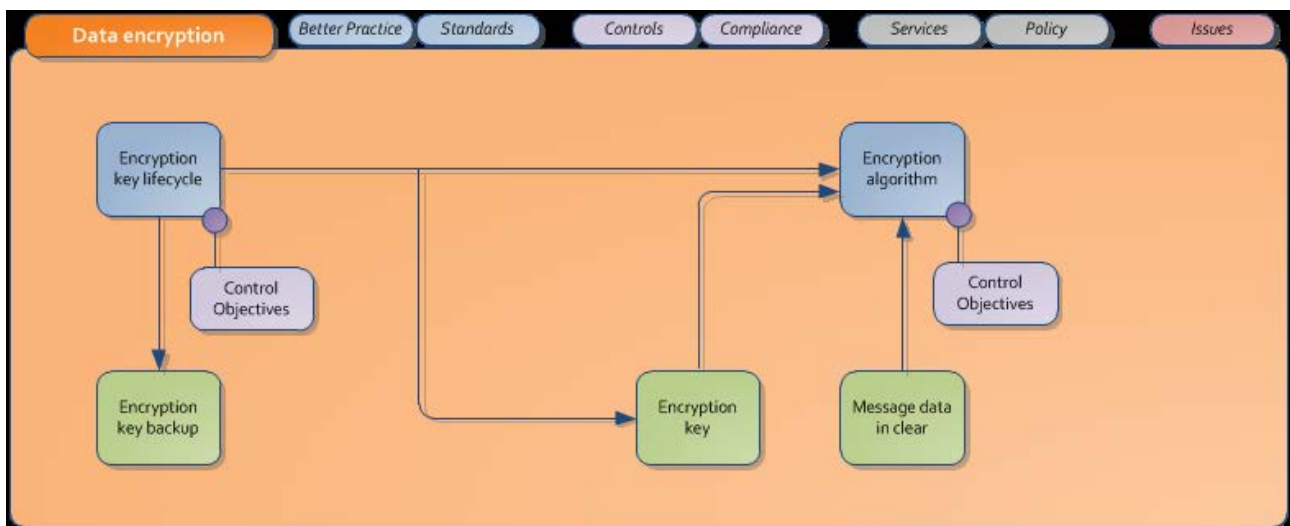 Data encryption
Better Practice
Standards
Controls
Compliance
Services
Policy
Issues
Encryption
key lifecycle
Encryption
algorithm
Control
Objectives
Control
Objectives
Encryption
key backup
Encryption
key
Message data
in clear